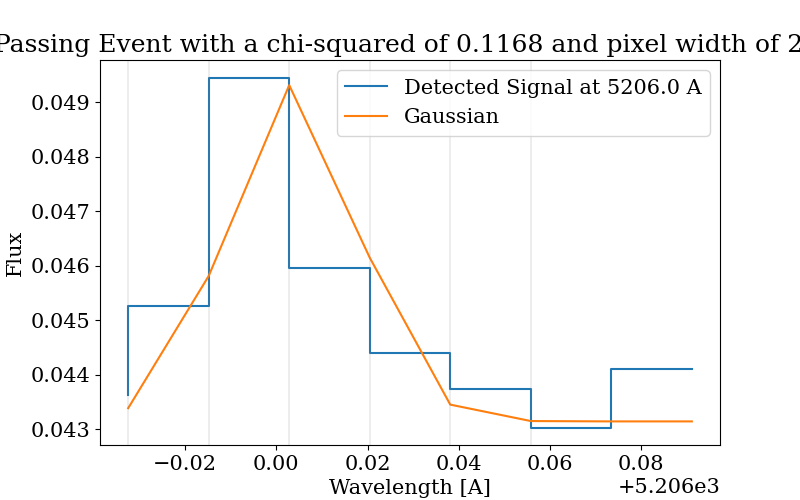 Passing Event with a chi-squared of 0.1168 and pixel width of 2
Detected Signal at 5206.0 A
Gaussian
Flux
0.049
0.048
0.047
0.046
0.045
0.044
0.043
−0.02 0.00 0.02 0.04 0.06 0.08
Wavelength [A]
+5.206e3